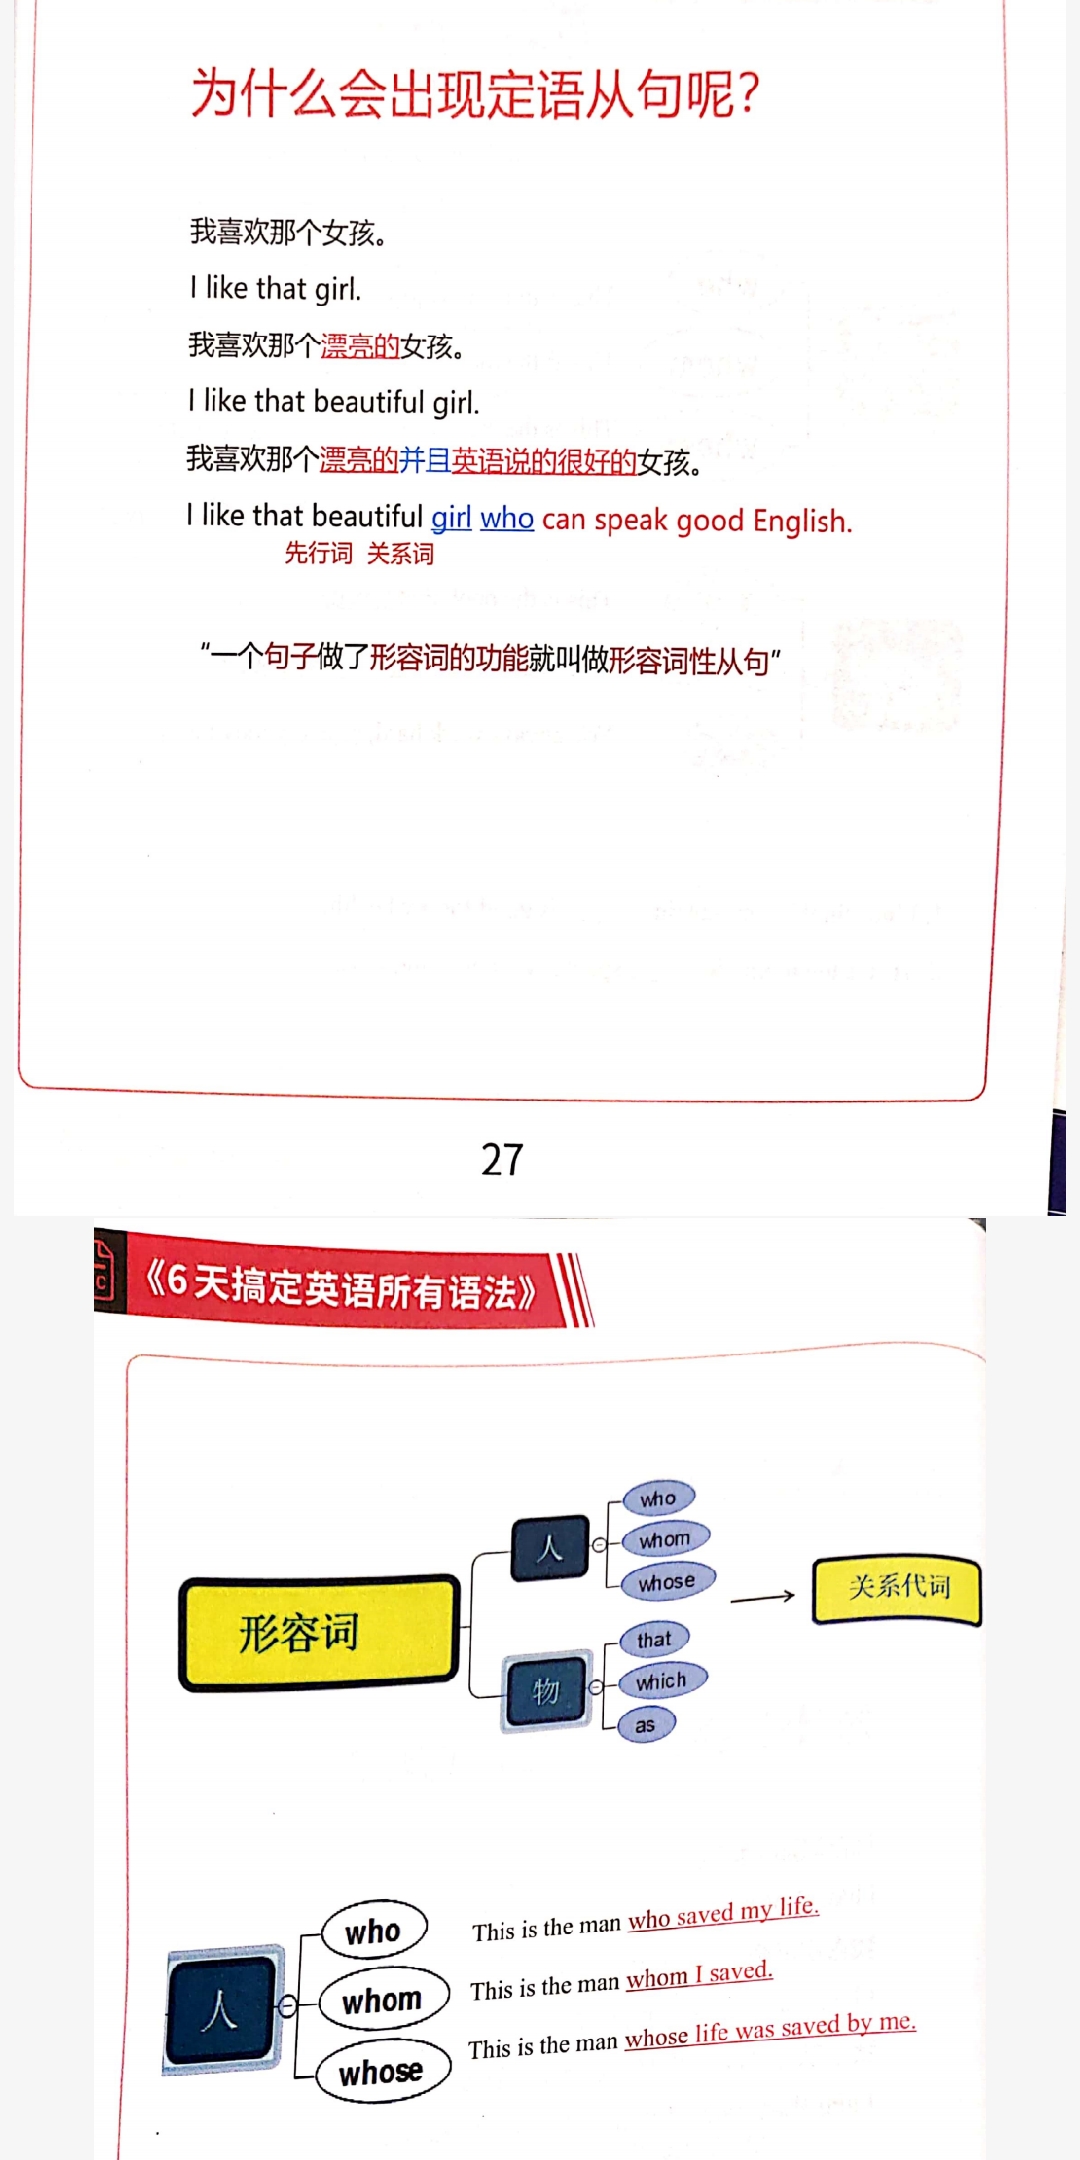 为什么会出现定语从句呢？
我喜欢那个女孩。
I like that girl.
我喜欢那个漂亮的女孩。
I like that beautiful girl.
我喜欢那个漂亮的并且英语说的很好的女孩。
I like that beautiful girl who can speak good English.
先行词 关系词
“一个句子做了形容词的功能就叫做形容词性从句”
27
《6天搞定英语所有语法》
形容词
人
who
whom
whose
物
that
which
as
关系代词
人
who
This is the man who saved my life.
whom
This is the man whom I saved.
whose
This is the man whose life was saved by me.